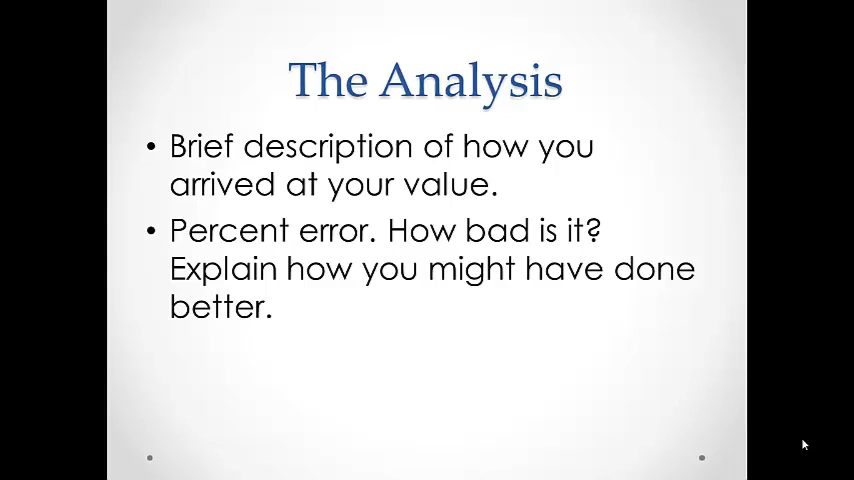 The Analysis
• Brief description of how you
arrived at your value.
• Percent error. How bad is it?
Explain how you might have done
better.